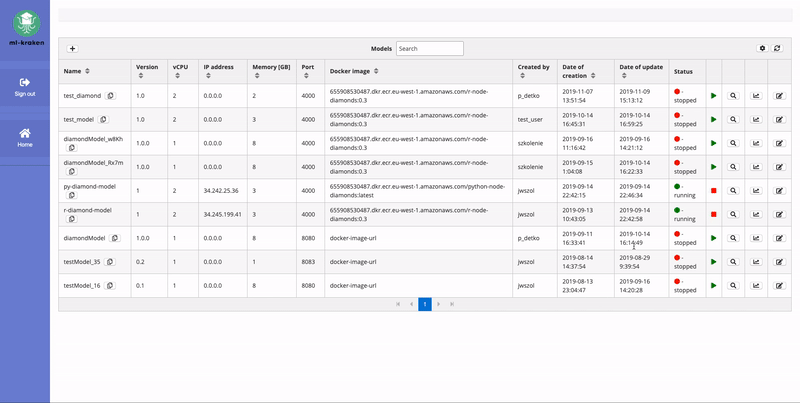 ml-kraken
Sign out
Home
Models Search
Name Version vCPU IP address Memory [GB] Port Docker image Created by Date of creation Date of update Status
test_diamond 1.0 2 0.0.0.0 2 4000 655908530487.dkr.ecr.eu-west-1.amazonaws.com/r-node-diamonds:0.3 p_detko 2019-11-07 13:51:54 2019-11-09 15:13:12 - stopped
test_model 1.0 2 0.0.0.0 3 4000 655908530487.dkr.ecr.eu-west-1.amazonaws.com/r-node-diamonds:0.3 test_user 2019-10-14 16:45:31 2019-10-14 16:59:25 - stopped
diamondModel_w8Kh 1.0.0 1 0.0.0.0 8 4000 655908530487.dkr.ecr.eu-west-1.amazonaws.com/r-node-diamonds:0.3 szkolenie 2019-09-16 11:16:42 2019-09-16 14:21:12 - stopped
diamondModel_Rx7m 1.0.0 1 0.0.0.0 8 4000 655908530487.dkr.ecr.eu-west-1.amazonaws.com/r-node-diamonds:0.3 szkolenie 2019-09-15 1:04:08 2019-10-14 16:22:33 - stopped
py-diamond-model 1 2 34.242.25.36 3 4000 655908530487.dkr.ecr.eu-west-1.amazonaws.com/python-node-diamonds:latest jwszol 2019-09-14 22:42:15 2019-09-14 22:46:34 - running
r-diamond-model 1 2 34.245.199.41 3 4000 655908530487.dkr.ecr.eu-west-1.amazonaws.com/r-node-diamonds:0.3 jwszol 2019-09-13 10:43:05 2019-09-14 22:42:58 - running
diamondModel 1.0.0 1 0.0.0.0 8 8080 docker-image-url p_detko 2019-09-11 16:33:41 2019-10-14 16:14:49 - stopped
testModel_35 0.2 1 0.0.0.0 1 8083 docker-image-url jwszol 2019-08-14 14:37:54 2019-08-29 9:39:54 - stopped
testModel_16 0.1 1 0.0.0.0 8 8080 docker-image-url jwszol 2019-08-13 23:04:47 2019-09-16 14:20:28 - stopped
1